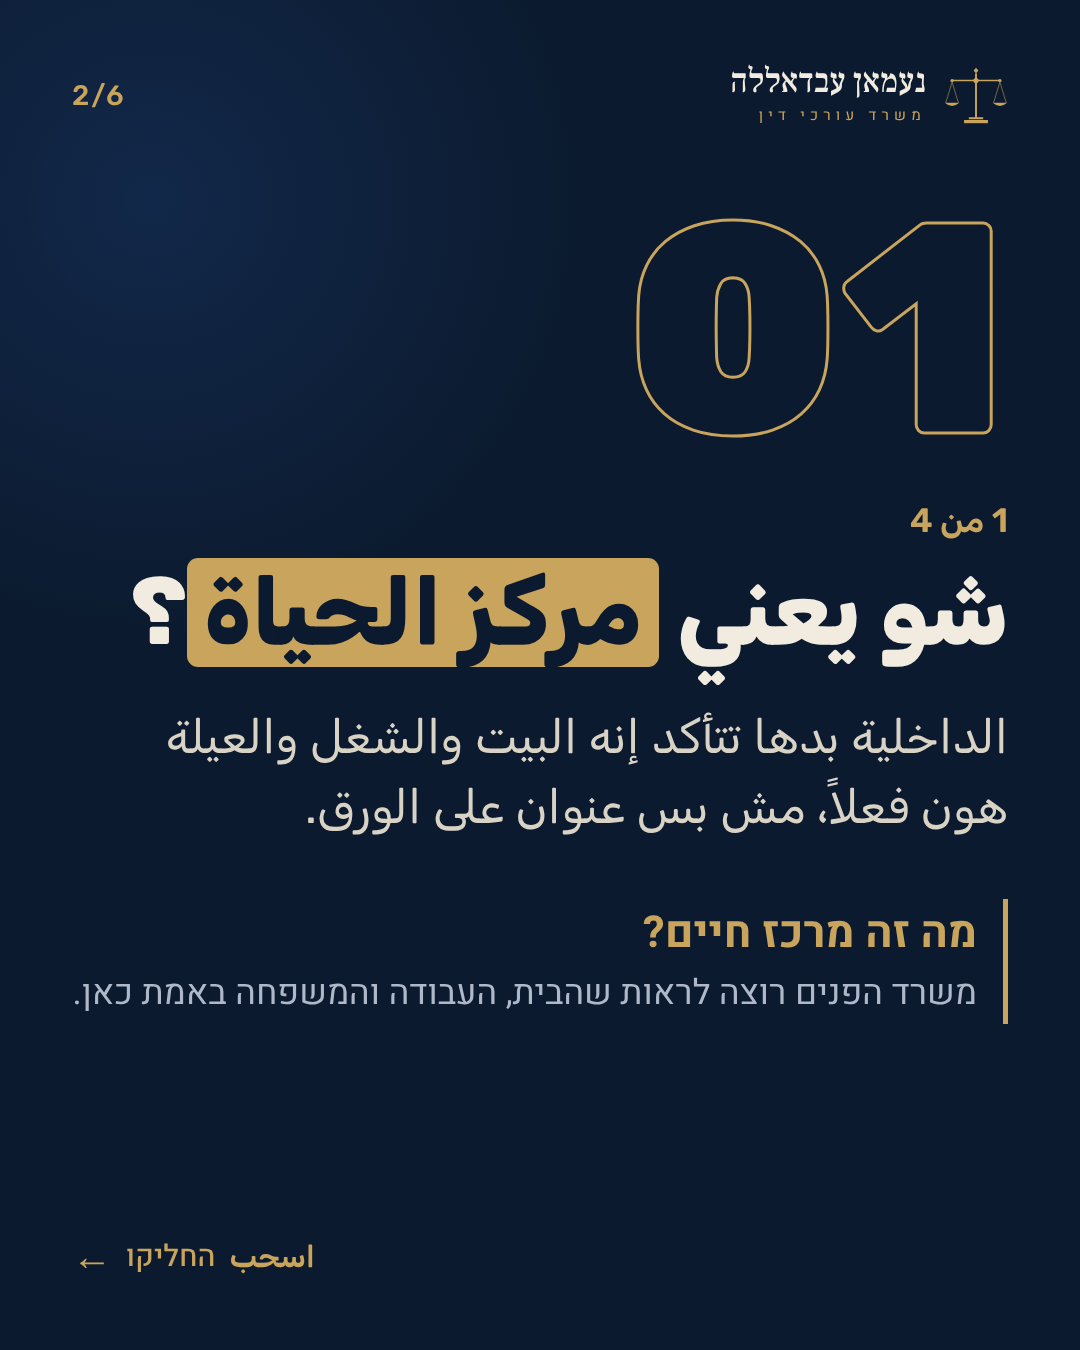 נעמאן עבדאללה
משרד עורכי דין
2/6
01
1 من 4
شو يعني مركز الحياة؟
الداخلية بدها تتأكد إنه البيت والشغل والعيلة
هون فعلاً، مش بس عنوان على الورق.
מה זה מרכז חיים?
משרד הפנים רוצה לראות שהבית, העבודה והמשפחה באמת כאן.
اسحب החליקו ←